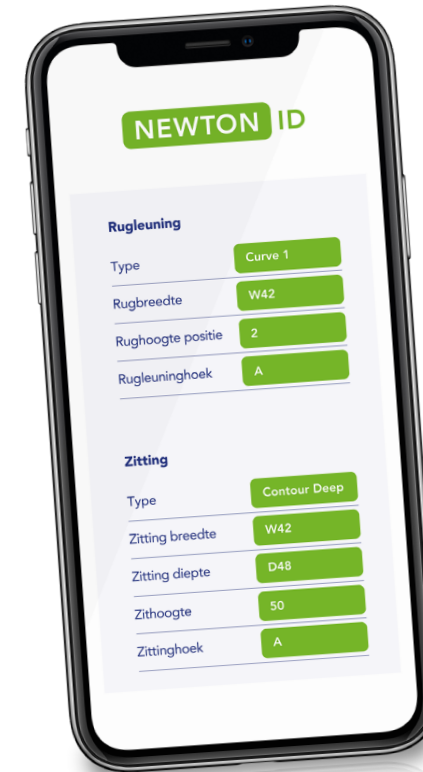 NEWTON ID
Rugleuning
Type Curve 1
Rugbreedte W42
Rughoogte positie 2
Rugleuninghoek A
Zitting
Type Contour Deep
Zitting breedte W42
Zitting diepte D48
Zithoogte 50
Zittinghoek A